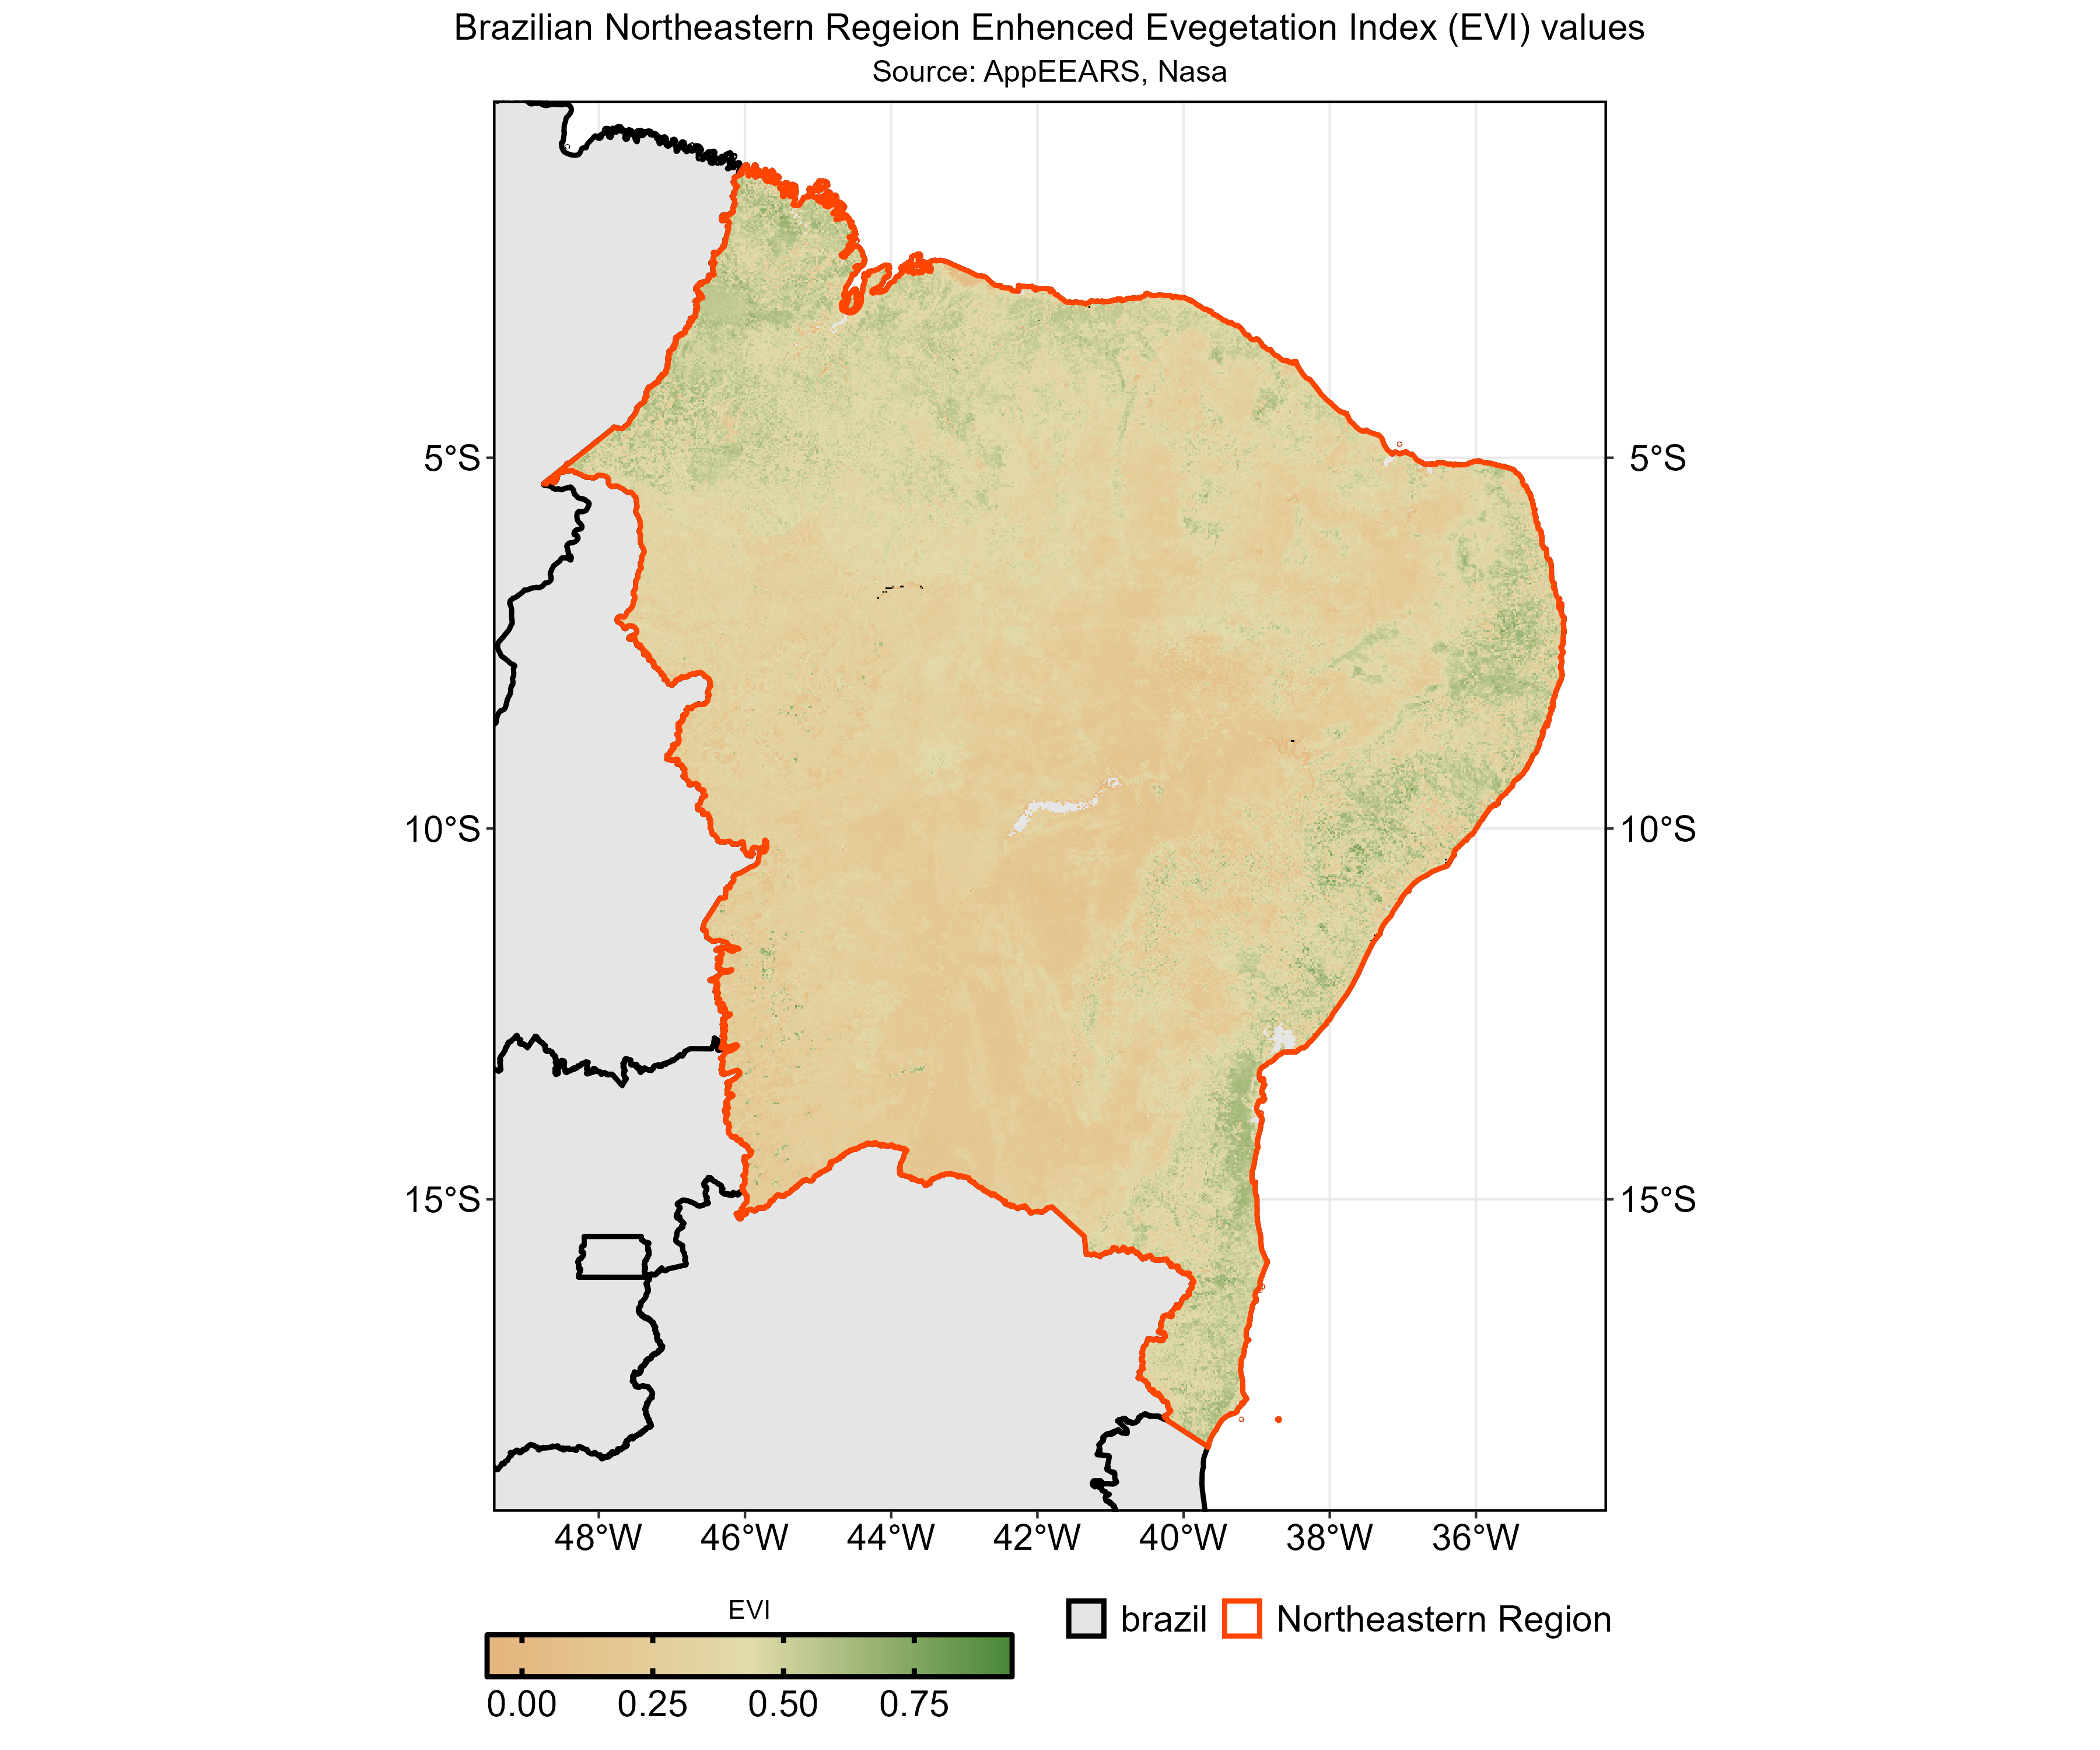 Brazilian Northeastern Regeion Enhenced Evegetation Index (EVI) values
Source: AppEEARS, Nasa
5°S 5°S
10°S 10°S
15°S 15°S
48°W 46°W 44°W 42°W 40°W 38°W 36°W
EVI
brazil Northeastern Region
0.00 0.25 0.50 0.75